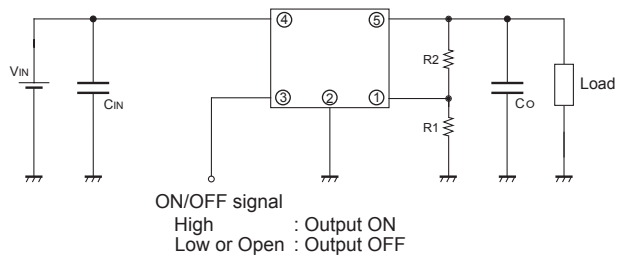 ④ ⑤
R2
VIN
CIN
③ ② ①
CO
Load
R1
ON/OFF signal
High : Output ON
Low or Open : Output OFF